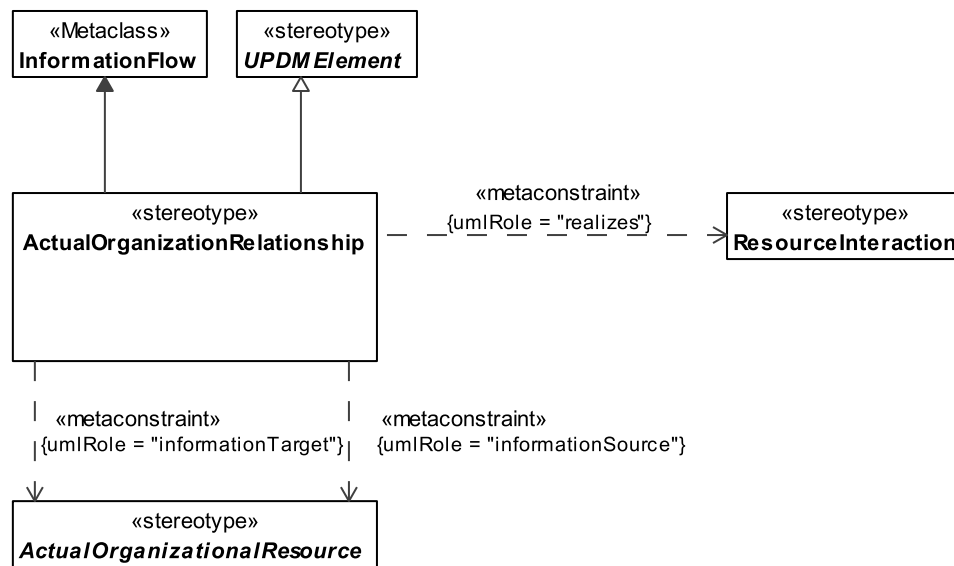 «Metaclass»
InformationFlow
«stereotype»
UPDMElement
«stereotype»
ActualOrganizationRelationship
«metaconstraint»
{umlRole = "realizes"}
«stereotype»
ResourceInteraction
«metaconstraint»
{umlRole = "informationTarget"}
«metaconstraint»
{umlRole = "informationSource"}
«stereotype»
ActualOrganizationalResource